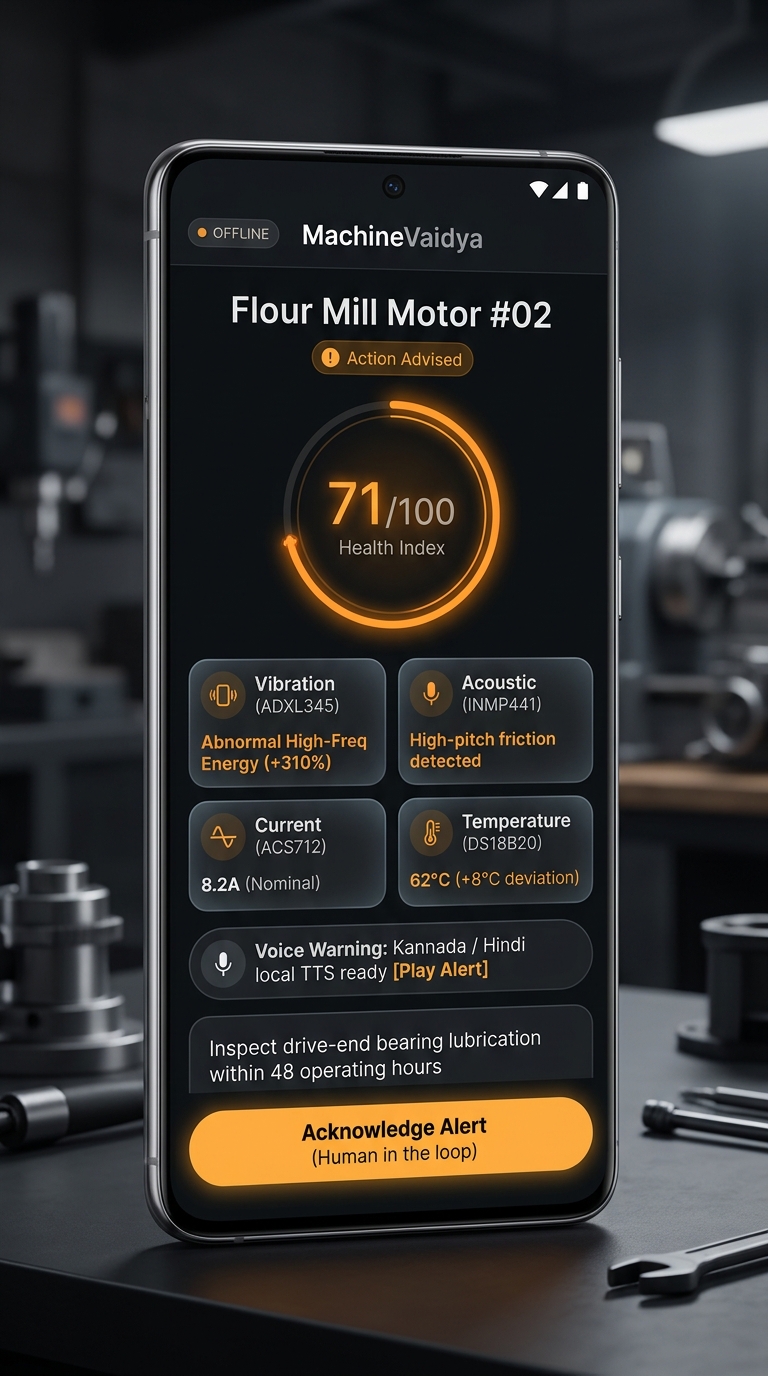 OFFLINE
MachineVaidya
Flour Mill Motor #02
! Action Advised
71/100
Health Index
Vibration
(ADXL345)
Abnormal High-Freq
Energy (+310%)
Acoustic
(INMP441)
High-pitch friction
detected
Current
(ACS712)
8.2A (Nominal)
Temperature
(DS18B20)
62°C (+8°C deviation)
Voice Warning: Kannada / Hindi
local TTS ready [Play Alert]
Inspect drive-end bearing lubrication
within 48 operating hours
Acknowledge Alert
(Human in the loop)